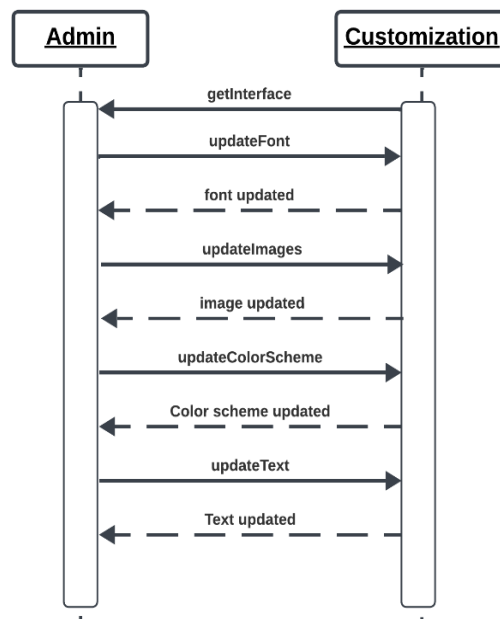 Admin
Customization
getInterface
updateFont
font updated
updateImages
image updated
updateColorScheme
Color scheme updated
updateText
Text updated